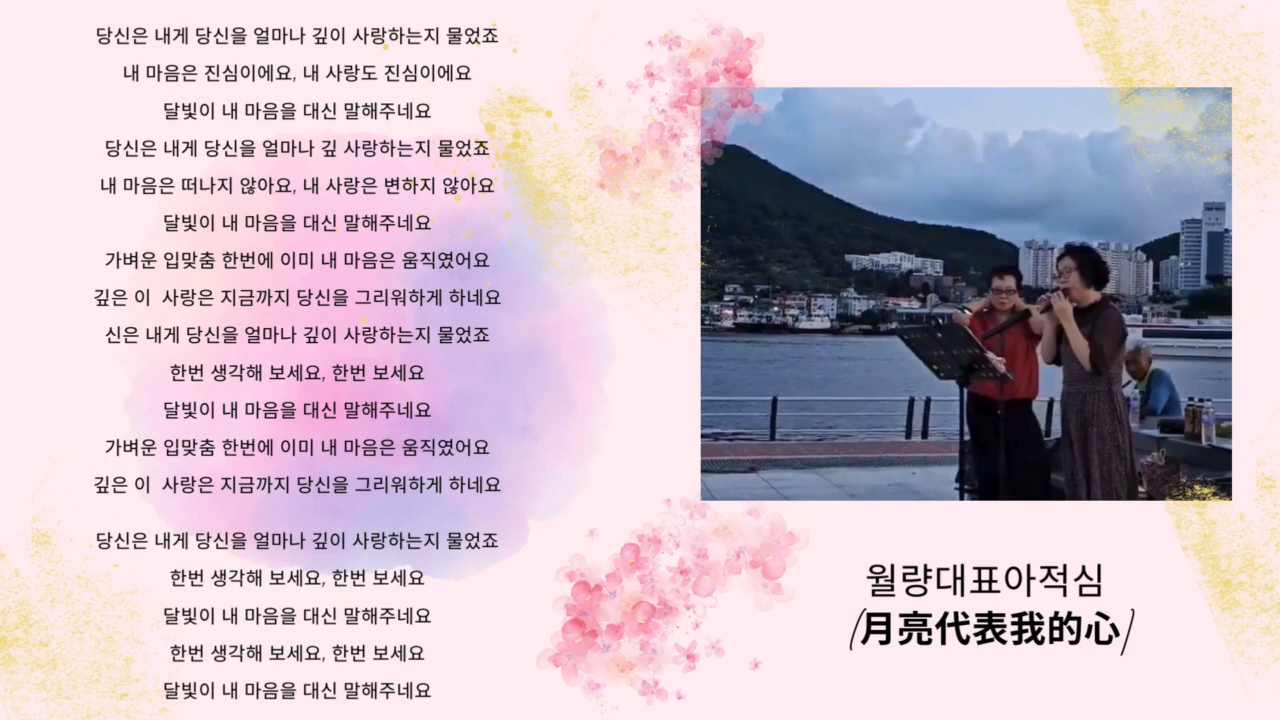 당신은 내게 당신을 얼마나 깊이 사랑하는지 물었죠
내 마음은 진심이에요, 내 사랑도 진심이에요
달빛이 내 마음을 대신 말해주네요
당신은 내게 당신을 얼마나 깊 사랑하는지 물었죠
내 마음은 떠나지 않아요, 내 사랑은 변하지 않아요
달빛이 내 마음을 대신 말해주네요
가벼운 입맞춤 한번에 이미 내 마음은 움직였어요
깊은 이  사랑은 지금까지 당신을 그리워하게 하네요
신은 내게 당신을 얼마나 깊이 사랑하는지 물었죠
한번 생각해 보세요, 한번 보세요
달빛이 내 마음을 대신 말해주네요
가벼운 입맞춤 한번에 이미 내 마음은 움직였어요
깊은 이  사랑은 지금까지 당신을 그리워하게 하네요
당신은 내게 당신을 얼마나 깊이 사랑하는지 물었죠
한번 생각해 보세요, 한번 보세요
달빛이 내 마음을 대신 말해주네요
한번 생각해 보세요, 한번 보세요
달빛이 내 마음을 대신 말해주네요
월량대표아적심
(月亮代表我的心)